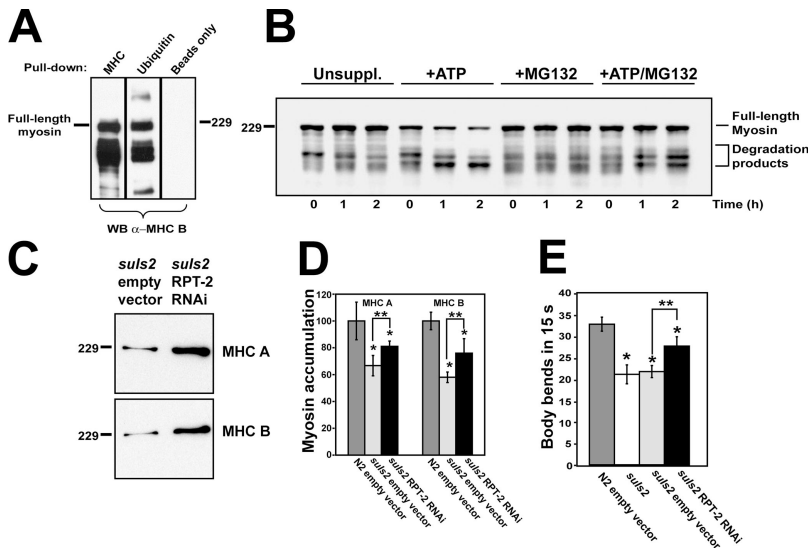 A
Pull-down:
MHC
Ubiquitin
Beads only
Full-length
myosin
229
WB α–MHC B
B
Unsuppl.
+ATP
+MG132
+ATP/MG132
229
Full-length
Myosin
Degradation
products
0 1 2 0 1 2 0 1 2 0 1 2 Time (h)
C
suls2
empty
vector
suls2
RPT-2
RNAi
229
MHC A
229
MHC B
D
Myosin accumulation
120
100
80
60
40
20
0
MHC A
MHC B
**
**
*
*
*
*
N2 empty vector
suls2 empty vector
suls2 RPT-2 RNAi
N2 empty vector
suls2 empty vector
suls2 RPT-2 RNAi
E
Body bends in 15 s
40
35
30
25
20
15
10
5
0
**
*
*
*
N2 empty vector
suls2
suls2 empty vector
suls2 RPT-2 RNAi